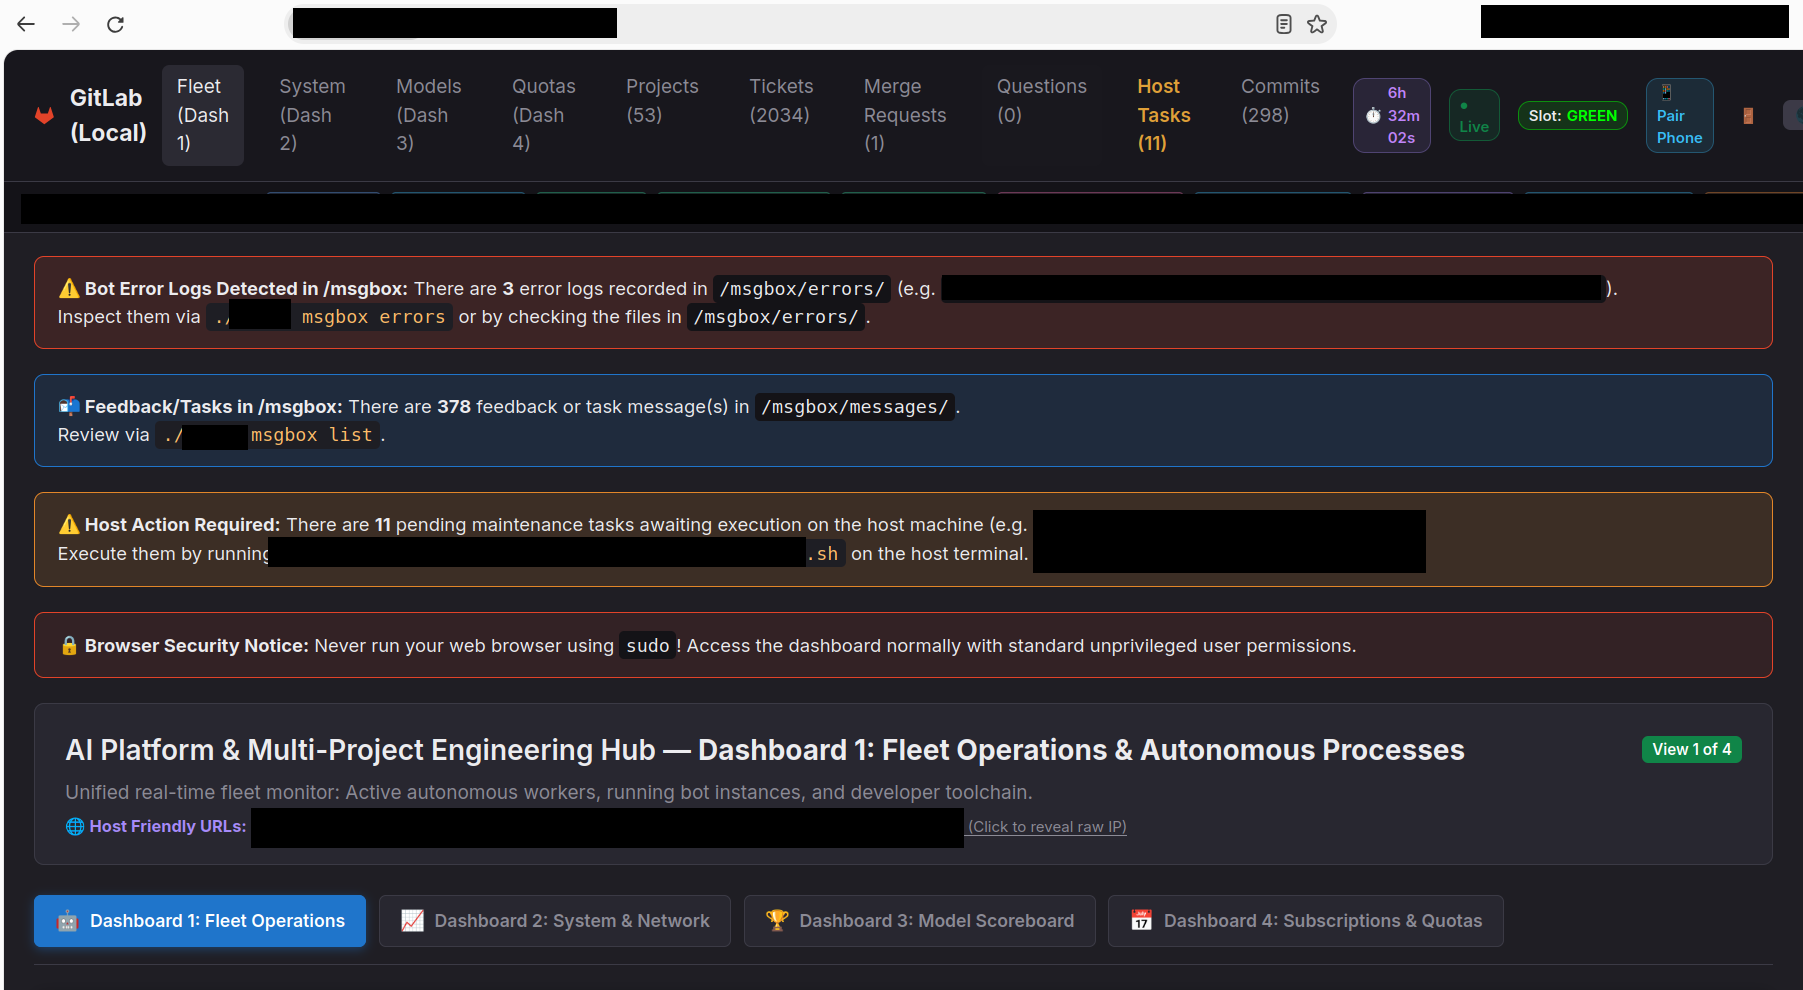 GitLab
(Local)
Fleet
(Dash
1)
System
(Dash
2)
Models
(Dash
3)
Quotas
(Dash
4)
Projects
(53)
Tickets
(2034)
Merge
Requests
(1)
Questions
(0)
Host
Tasks
(11)
Commits
(298)
6h
32m
02s
Live
Slot: GREEN
Pair
Phone
Bot Error Logs Detected in /msgbox: There are 3 error logs recorded in /msgbox/errors/ (e.g. ).
Inspect them via ./ msgbox errors or by checking the files in /msgbox/errors/.
Feedback/Tasks in /msgbox: There are 378 feedback or task message(s) in /msgbox/messages/.
Review via ./ msgbox list.
Host Action Required: There are 11 pending maintenance tasks awaiting execution on the host machine (e.g.
Execute them by running .sh on the host terminal.
Browser Security Notice: Never run your web browser using sudo! Access the dashboard normally with standard unprivileged user permissions.
AI Platform & Multi-Project Engineering Hub — Dashboard 1: Fleet Operations & Autonomous Processes
View 1 of 4
Unified real-time fleet monitor: Active autonomous workers, running bot instances, and developer toolchain.
Host Friendly URLs: (Click to reveal raw IP)
Dashboard 1: Fleet Operations
Dashboard 2: System & Network
Dashboard 3: Model Scoreboard
Dashboard 4: Subscriptions & Quotas